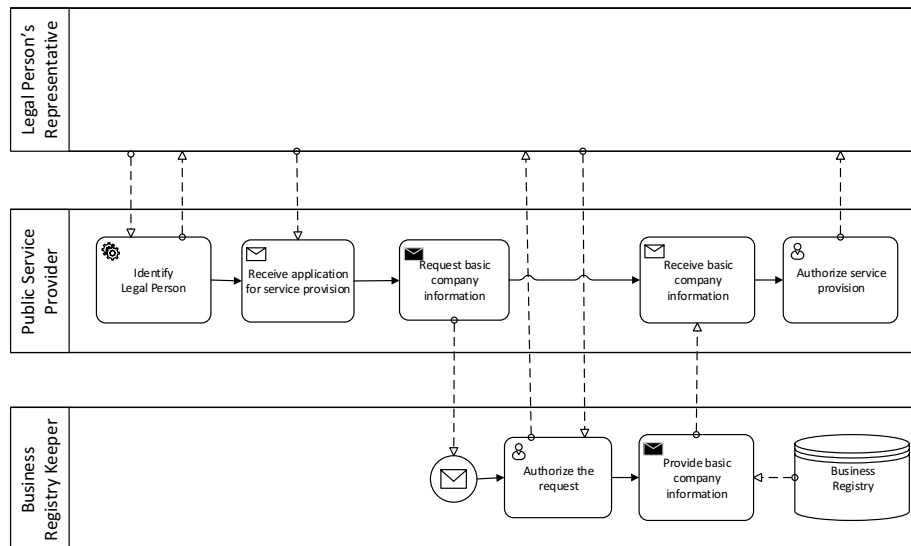 Legal Person's
Representative
Public Service
Provider
Identify
Legal Person
Receive application
for service provision
Request basic
company
information
Receive basic
company
information
Authorize service
provision
Business
Registry Keeper
Authorize the
request
Provide basic
company
information
Business
Registry